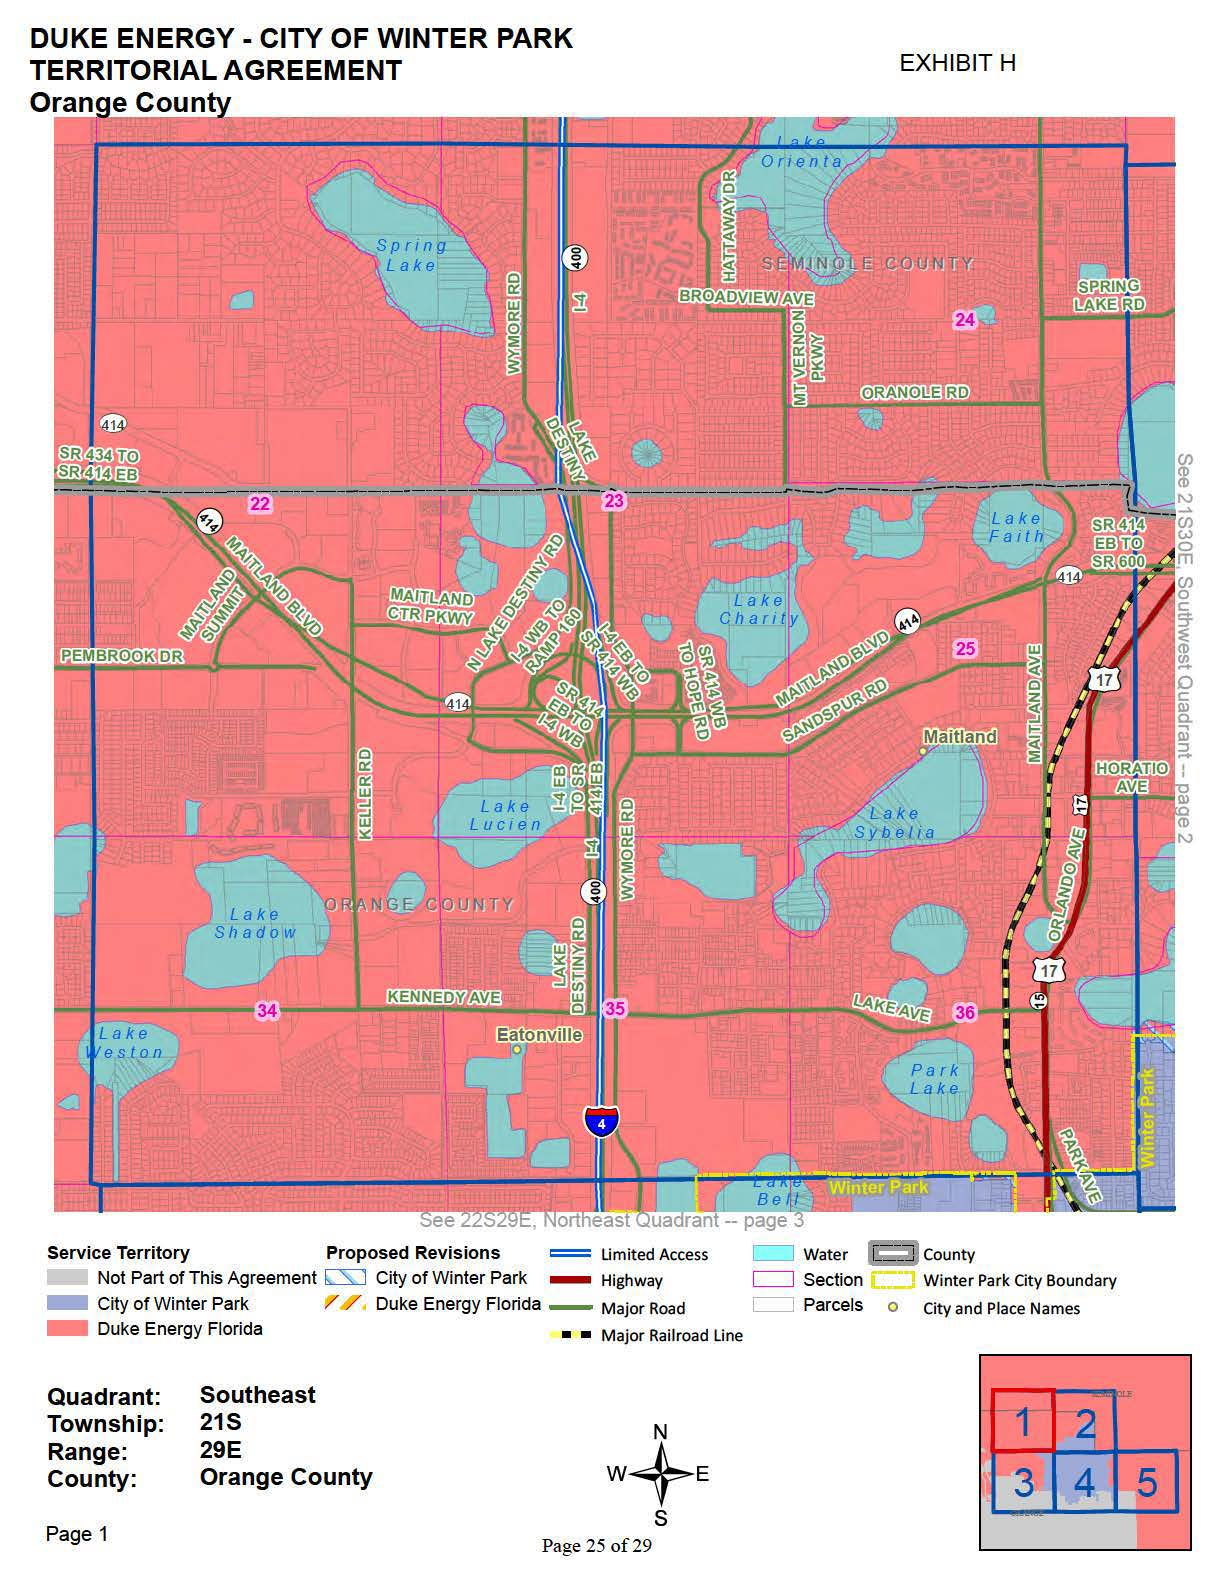 DUKE ENERGY - CITY OF WINTER PARK
TERRITORIAL AGREEMENT
Orange County
EXHIBIT H
Lake
Orienta
HATTAWAY DR
Spring
Lake
400
I-4
WYMORE RD
SEMINOLE COUNTY
BROADVIEW AVE
SPRING
LAKE RD
24
MT VERNON
PKWY
ORANOLE RD
414
LAKE
DESTINY
SR 434 TO
SR 414 EB
22
23
414
MAITLAND BLVD
MAITLAND
SUMMIT
MAITLAND
CTR PKWY
N LAKE DESTINY RD
I-4 WB TO
RAMP 160
I-4 EB TO
SR 414 WB
SR 414 WB
TO HOPE RD
SR 414
EB TO
I-4 WB
Lake
Faith
SR 414
EB TO
SR 600
414
Lake
Charity
414
MAITLAND BLVD
25
SANDSPUR RD
MAITLAND AVE
17
PEMBROOK DR
414
Maitland
HORATIO
AVE
17
KELLER RD
I-4 EB
TO SR
414 EB
Lake
Lucien
I-4
WYMORE RD
Lake
Sybelia
ORLANDO AVE
400
ORANGE COUNTY
Lake
Shadow
LAKE
DESTINY RD
17
15
KENNEDY AVE
34
35
LAKE AVE
36
Lake
Weston
Eatonville
Park
Lake
4
Winter Park
PARK AVE
Lake
Bell
Winter Park
See 21S30E, Southwest Quadrant -- page 2
See 22S29E, Northeast Quadrant -- page 3
Service Territory
Not Part of This Agreement
City of Winter Park
Duke Energy Florida
Proposed Revisions
City of Winter Park
Duke Energy Florida
Limited Access
Highway
Major Road
Major Railroad Line
Water
Section
Parcels
County
Winter Park City Boundary
City and Place Names
Quadrant: Southeast
Township: 21S
Range: 29E
County: Orange County
N
W E
S
1 2
3 4 5
Page 1
Page 25 of 29